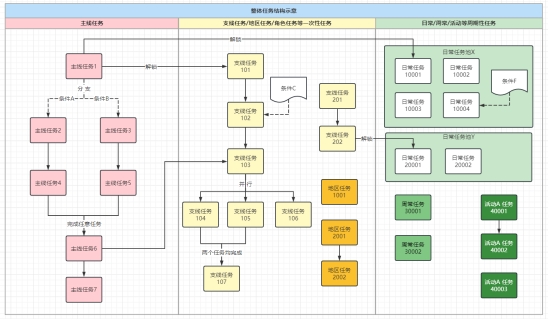 整体任务结构示意
主线任务
支线任务/地区任务/角色任务等一次性任务
日常/周常/活动等周期性任务
解锁
主线任务1
解锁
支线任务
101
分 支
条件A
条件B
主线任务2
主线任务3
主线任务4
主线任务5
完成任意任务
主线任务6
主线任务7
条件C
支线任务
102
支线任务
103
并 行
支线任务
104
支线任务
105
支线任务
106
两个任务均完成
支线任务
107
支线任务
201
支线任务
202
解锁
地区任务
1001
地区任务
2001
地区任务
2002
日常任务组X
日常任务
10001
日常任务
10002
日常任务
10003
日常任务
10004
条件F
日常任务组Y
日常任务
20001
日常任务
20002
周常任务
30001
周常任务
30002
活动A 任务
40001
活动A 任务
40002
活动A 任务
40003